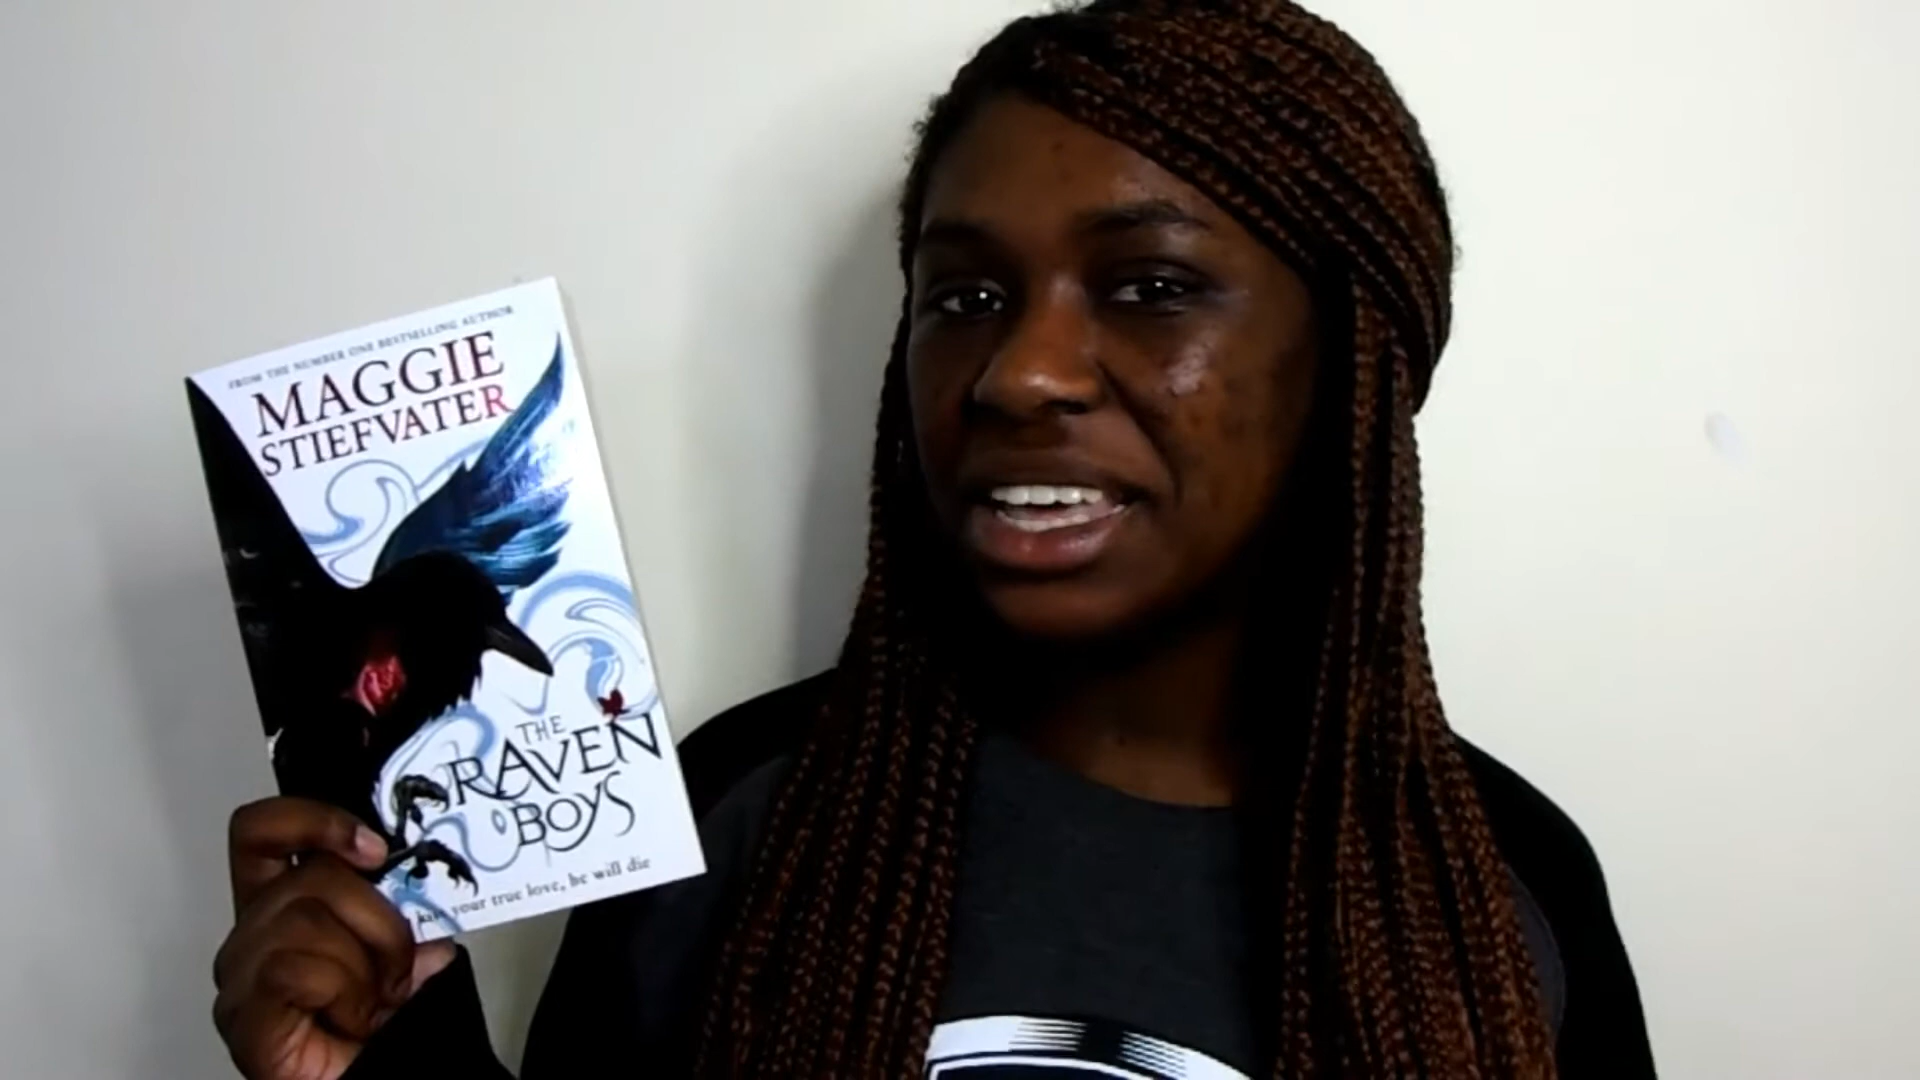 FROM THE NUMBER ONE BESTSELLING AUTHOR
MAGGIE
STIEFVATER
THE
RAVEN
BOYS
your true love, he will die